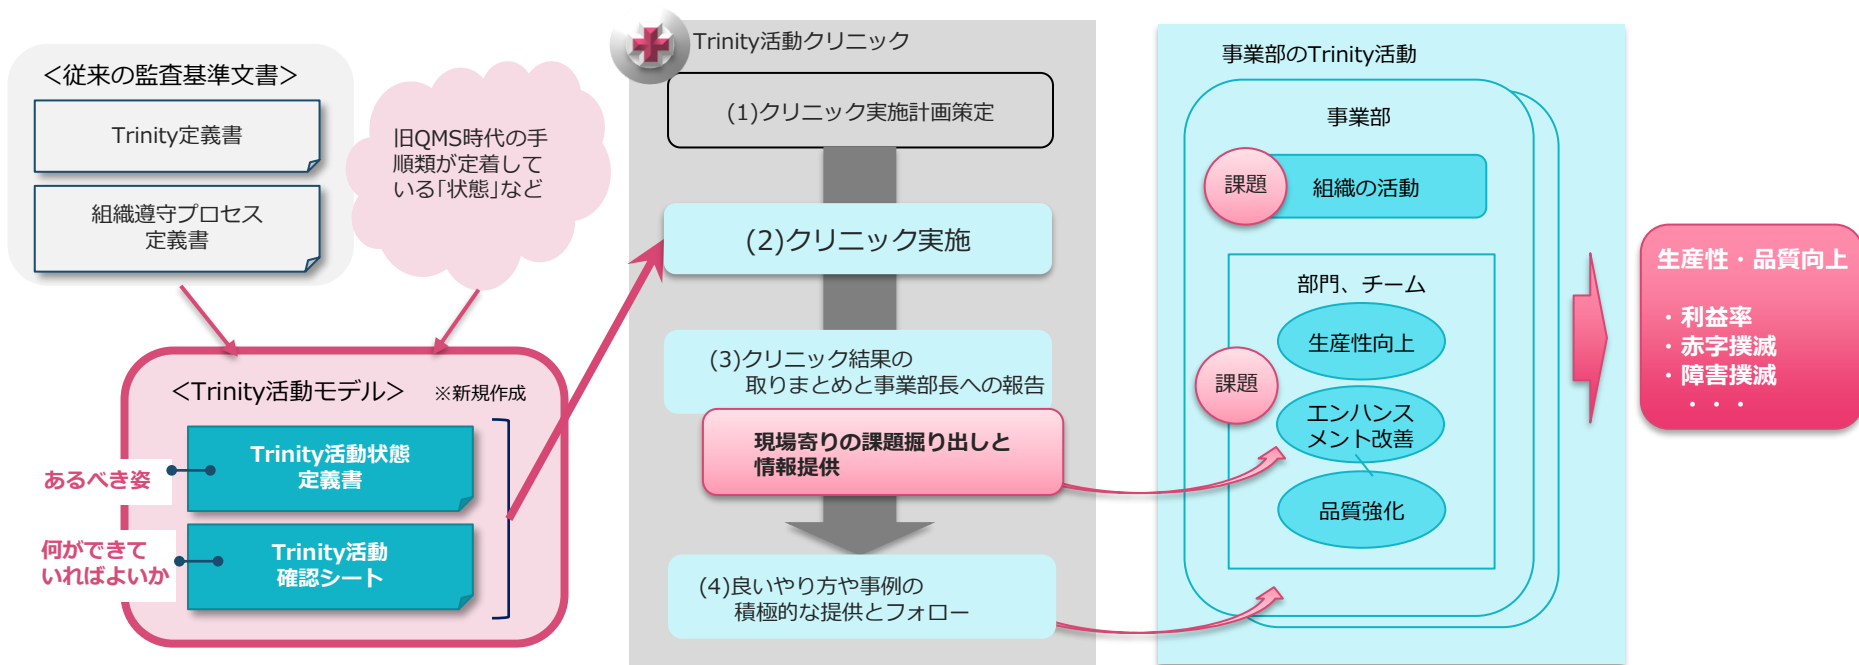 ＜従来の監査基準文書＞
Trinity定義書
組織遵守プロセス
定義書
旧QMS時代の手
順類が定着して
いる｢状態｣など
＜Trinity活動モデル＞ ※新規作成
Trinity活動状態
定義書
あるべき姿
Trinity活動
確認シート
何ができて
いればよいか
Trinity活動クリニック
(1)クリニック実施計画策定
(2)クリニック実施
(3)クリニック結果の
取りまとめと事業部長への報告
現場寄りの課題掘り出しと
情報提供
(4)良いやり方や事例の
積極的な提供とフォロー
事業部のTrinity活動
事業部
課題
組織の活動
部門、チーム
生産性向上
課題
エンハンス
メント改善
品質強化
生産性・品質向上
・利益率
・赤字撲滅
・障害撲滅
・・・